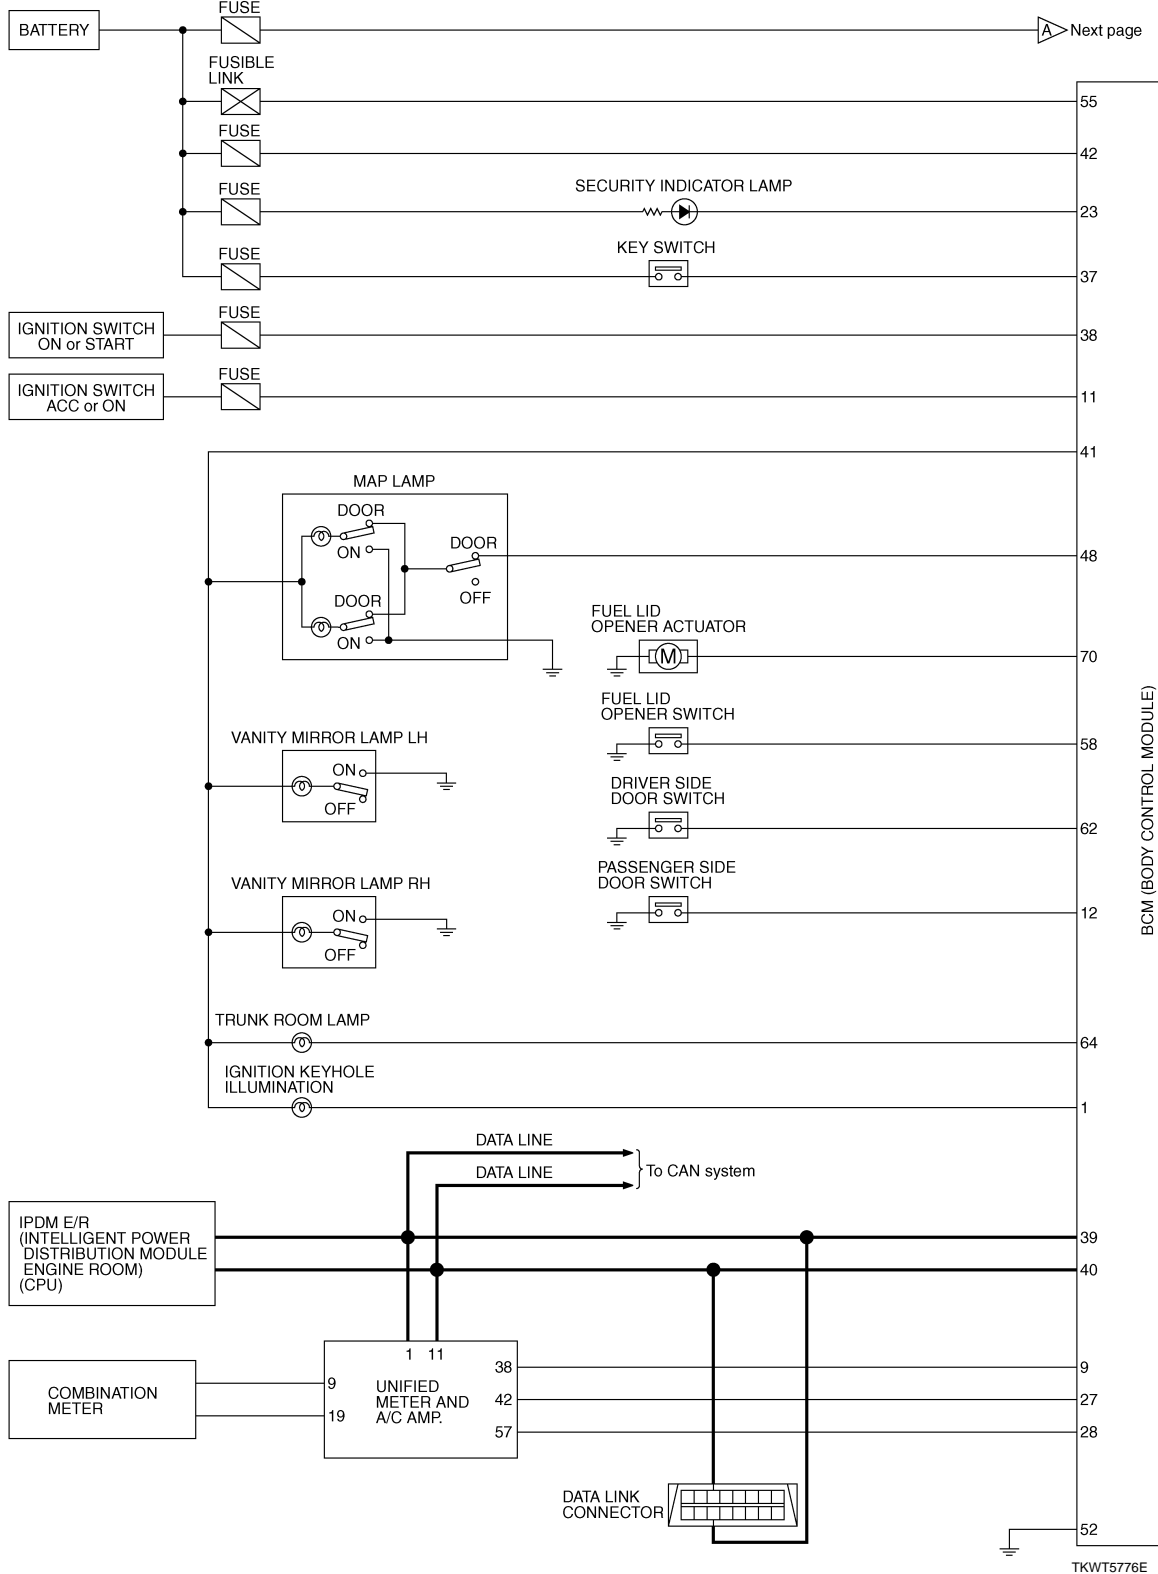 FUSE
BATTERY
A
Next page
FUSIBLE
LINK
55
FUSE
42
FUSE
SECURITY INDICATOR LAMP
23
FUSE
KEY SWITCH
37
FUSE
IGNITION SWITCH
ON or START
38
FUSE
IGNITION SWITCH
ACC or ON
11
41
MAP LAMP
DOOR
ON
DOOR
OFF
48
DOOR
ON
FUEL LID
OPENER ACTUATOR
M
70
FUEL LID
OPENER SWITCH
58
VANITY MIRROR LAMP LH
ON
OFF
DRIVER SIDE
DOOR SWITCH
62
PASSENGER SIDE
DOOR SWITCH
12
VANITY MIRROR LAMP RH
ON
OFF
BCM (BODY CONTROL MODULE)
TRUNK ROOM LAMP
64
IGNITION KEYHOLE
ILLUMINATION
1
DATA LINE
DATA LINE
To CAN system
IPDM E/R
(INTELLIGENT POWER
DISTRIBUTION MODULE
ENGINE ROOM)
(CPU)
39
40
1 11
COMBINATION
METER
9
19
UNIFIED
METER AND
A/C AMP.
38
42
57
9
27
28
DATA LINK
CONNECTOR
52
TKWT5776E